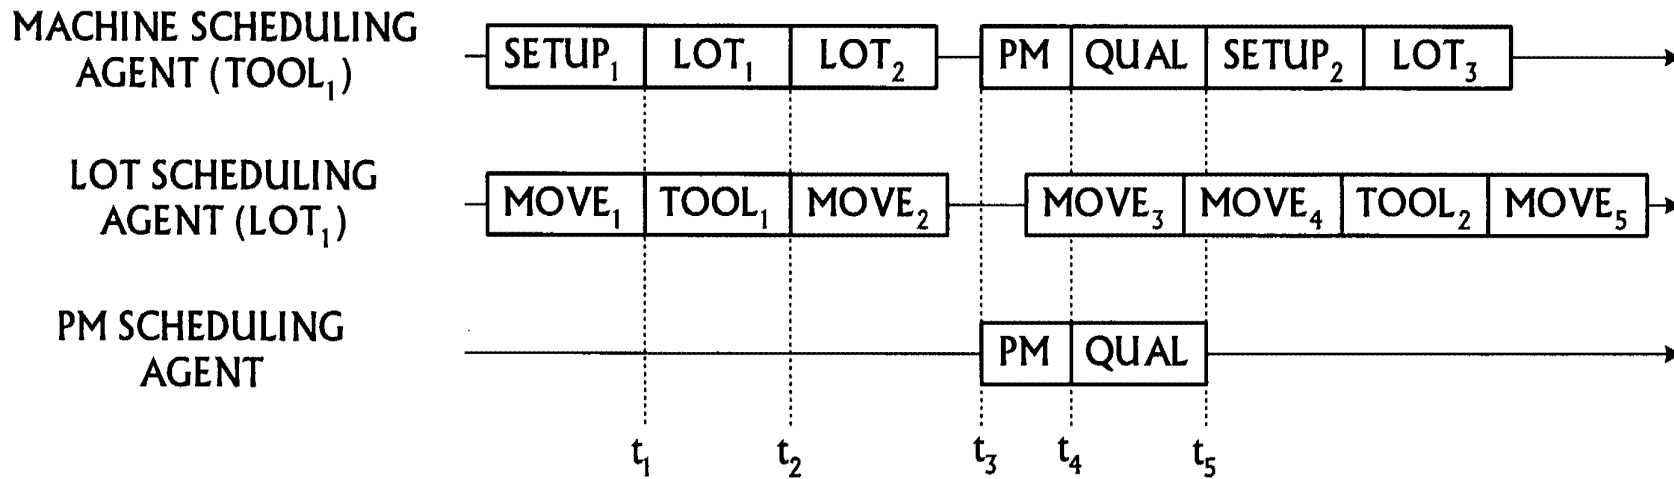 MACHINE SCHEDULING
AGENT (TOOL₁)
SETUP₁ LOT₁ LOT₂ PM QUAL SETUP₂ LOT₃
LOT SCHEDULING
AGENT (LOT₁)
MOVE₁ TOOL₁ MOVE₂ MOVE₃ MOVE₄ TOOL₂ MOVE₅
PM SCHEDULING
AGENT
PM QUAL
t₁ t₂ t₃ t₄ t₅